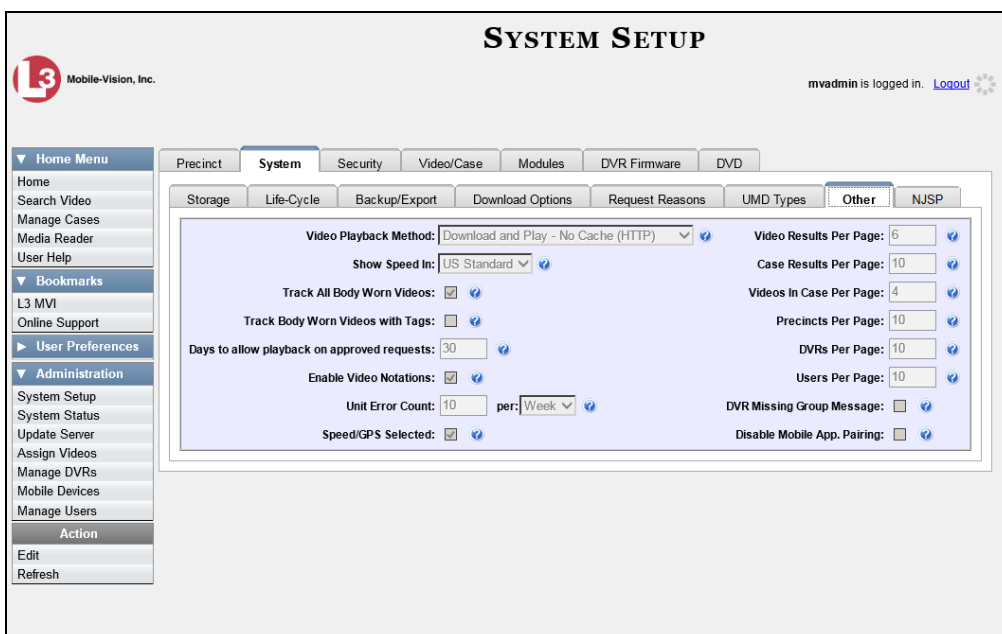 SYSTEM SETUP
L3 Mobile-Vision, Inc.
mvadmin is logged in. Logout
Home Menu
Home
Search Video
Manage Cases
Media Reader
User Help
Bookmarks
L3 MVI
Online Support
User Preferences
Administration
System Setup
System Status
Update Server
Assign Videos
Manage DVRs
Mobile Devices
Manage Users
Action
Edit
Refresh
Precinct System Security Video/Case Modules DVR Firmware DVD
Storage Life-Cycle Backup/Export Download Options Request Reasons UMD Types Other NJSP
Video Playback Method: Download and Play - No Cache (HTTP) ?
Show Speed In: US Standard ?
Track All Body Worn Videos: ?
Track Body Worn Videos with Tags: ?
Days to allow playback on approved requests: 30 ?
Enable Video Notations: ?
Unit Error Count: 10 per: Week ?
Speed/GPS Selected: ?
Video Results Per Page: 6 ?
Case Results Per Page: 10 ?
Videos In Case Per Page: 4 ?
Precincts Per Page: 10 ?
DVRs Per Page: 10 ?
Users Per Page: 10 ?
DVR Missing Group Message: ?
Disable Mobile App. Pairing: ?